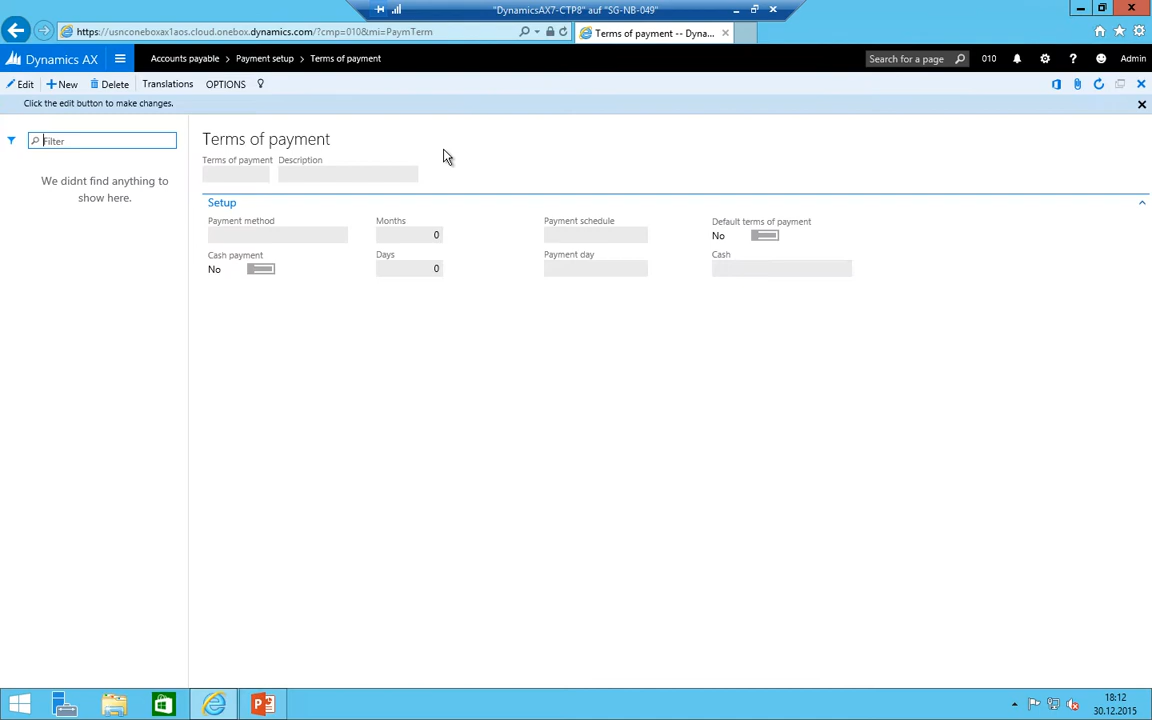 "DynamicsAX7-CTP8" auf "SG-NB-049"
https://usnconeboxax1aos.cloud.onebox.dynamics.com/?cmp=010&mi=PaymTerm
Terms of payment -- Dyna...
Dynamics AX
Accounts payable > Payment setup > Terms of payment
Search for a page
010
Admin
Edit
New
Delete
Translations
OPTIONS
Click the edit button to make changes.
Filter
We didnt find anything to
show here.
Terms of payment
Terms of payment Description
Setup
Payment method Months Payment schedule Default terms of payment
0 No
Cash payment Days Payment day Cash
No 0
18:12
30.12.2015